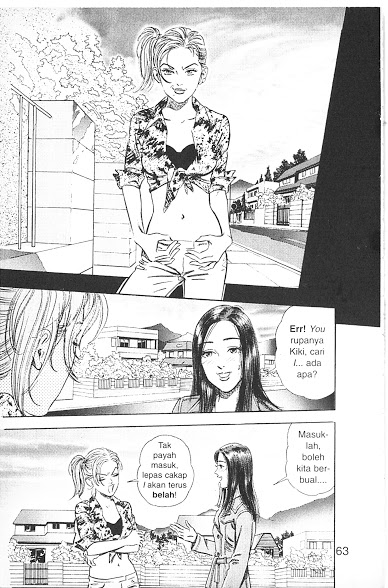 Err! You
rupanya
Kiki, cari
I... ada
apa?
Masuk-
lah,
boleh
kita ber-
bual....
Tak
payah
masuk,
lepas cakap
I akan terus
belah!
63